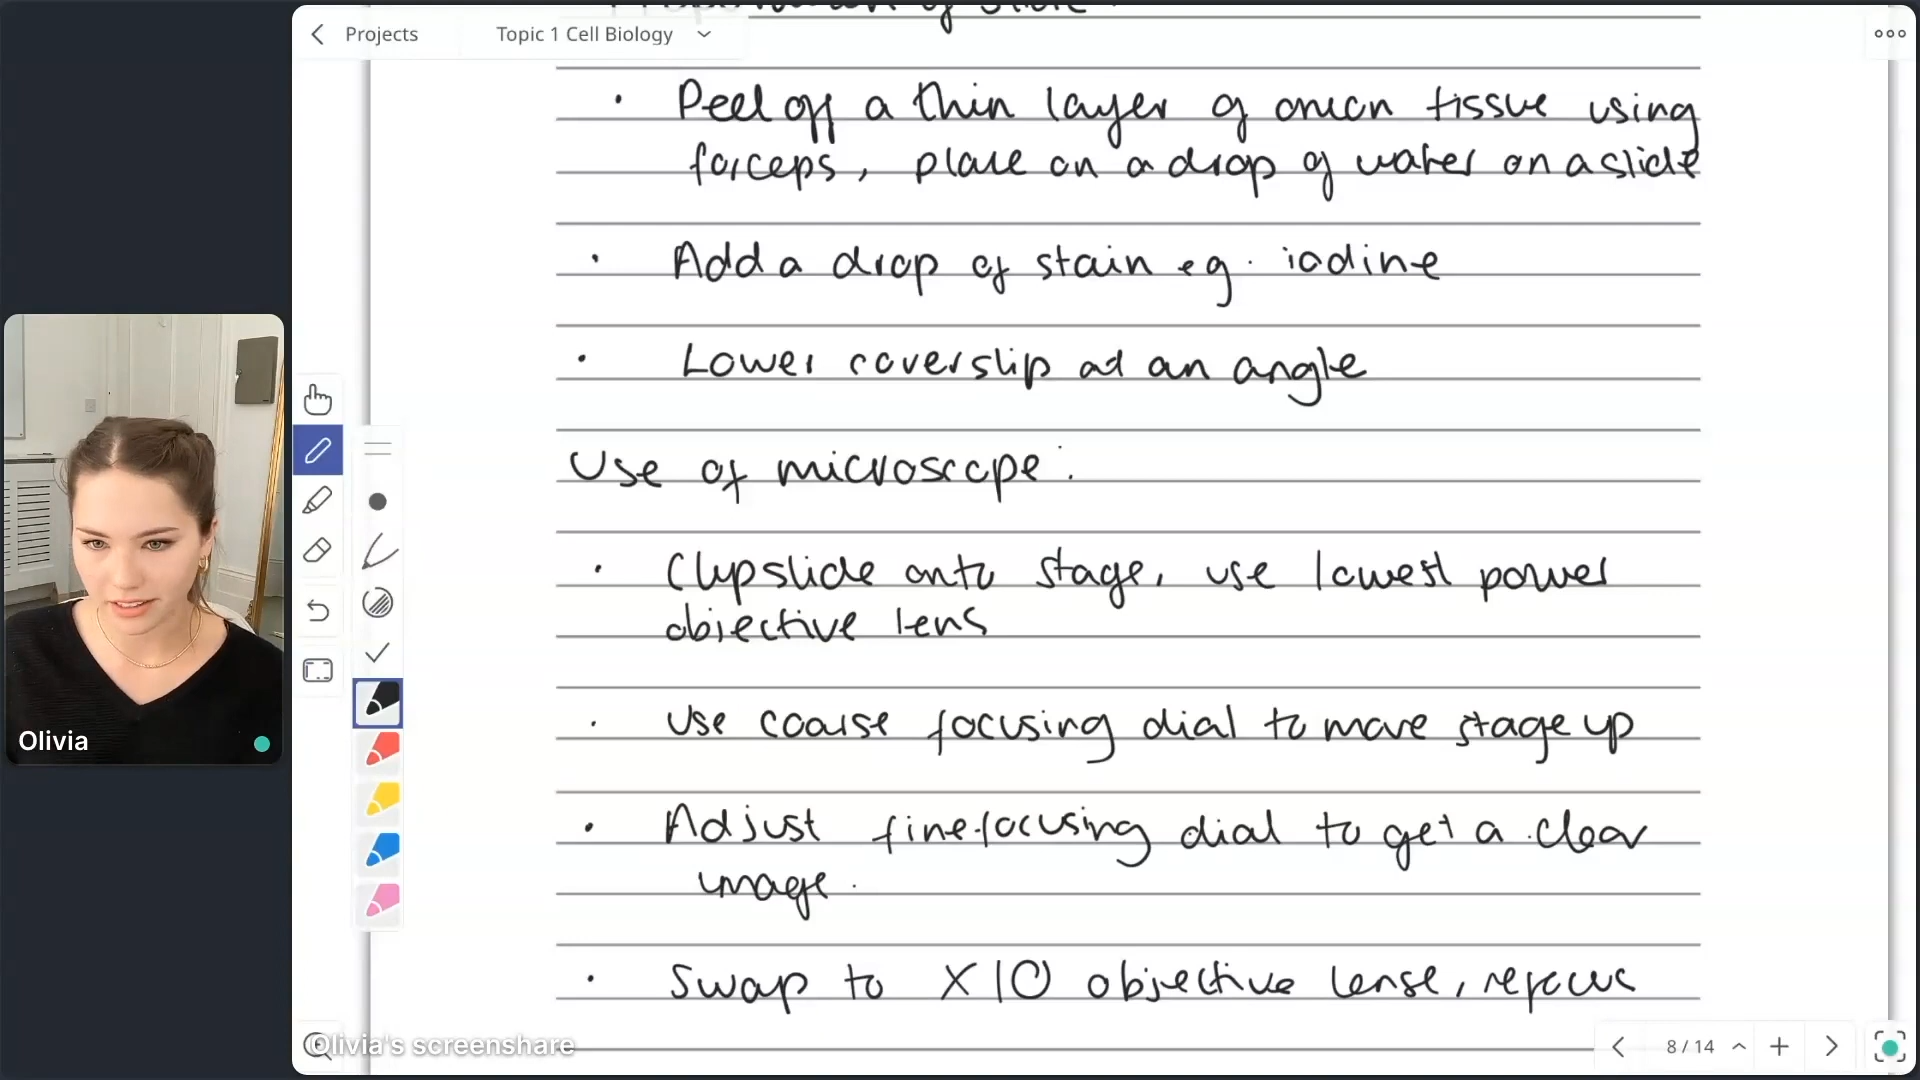 Preparation of slide:
Projects
Topic 1 Cell Biology
• Peel off a thin layer of onion tissue using
forceps, place on a drop of water on a slide
• Add a drop of stain eg. iodine
• Lower coverslip at an angle
Use of microscope:
• Clip slide onto stage, use lowest power
objective lens
• Use coarse focusing dial to move stage up
• Adjust fine focusing dial to get a clear
image.
• Swap to X10 objective lense, refocus
Olivia
Olivia's screenshare
8 / 14